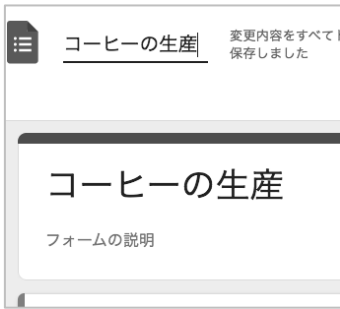 コーヒーの生産
変更内容をすべて
保存しました
コーヒーの生産
フォームの説明